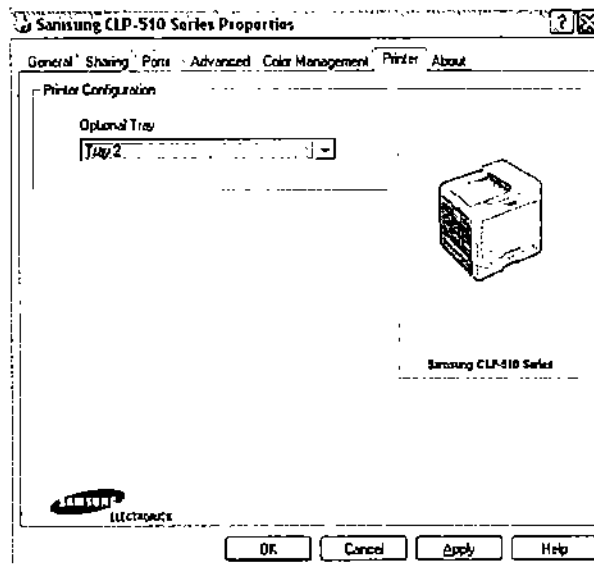 Samsung CLP-510 Series Properties
General Sharing Ports Advanced Color Management Printer About
Printer Configuration
Optional Tray
Tray 2
Samsung CLP-510 Series
SAMSUNG
ELECTRONICS
OK Cancel Apply Help